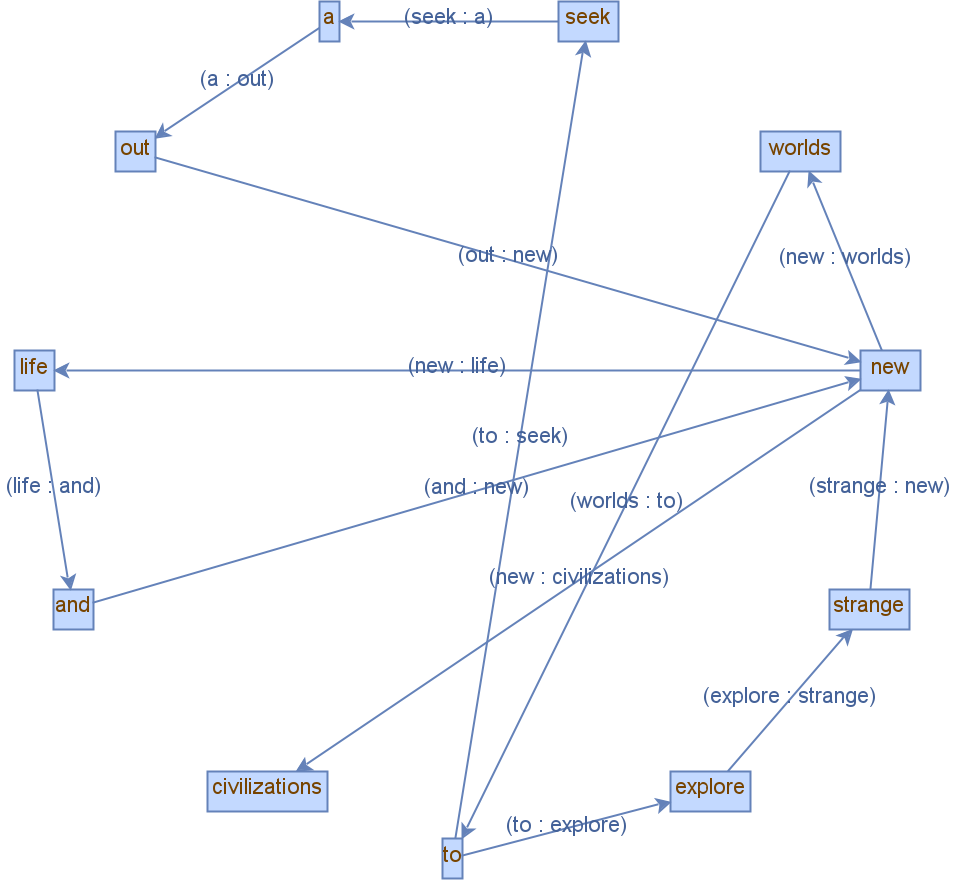 a
(seek : a)
seek
(a : out)
out
worlds
(out : new)
(new : worlds)
life
(new : life)
new
(to : seek)
(life : and)
(and : new)
(worlds : to)
(strange : new)
(new : civilizations)
and
strange
(explore : strange)
civilizations
explore
(to : explore)
to